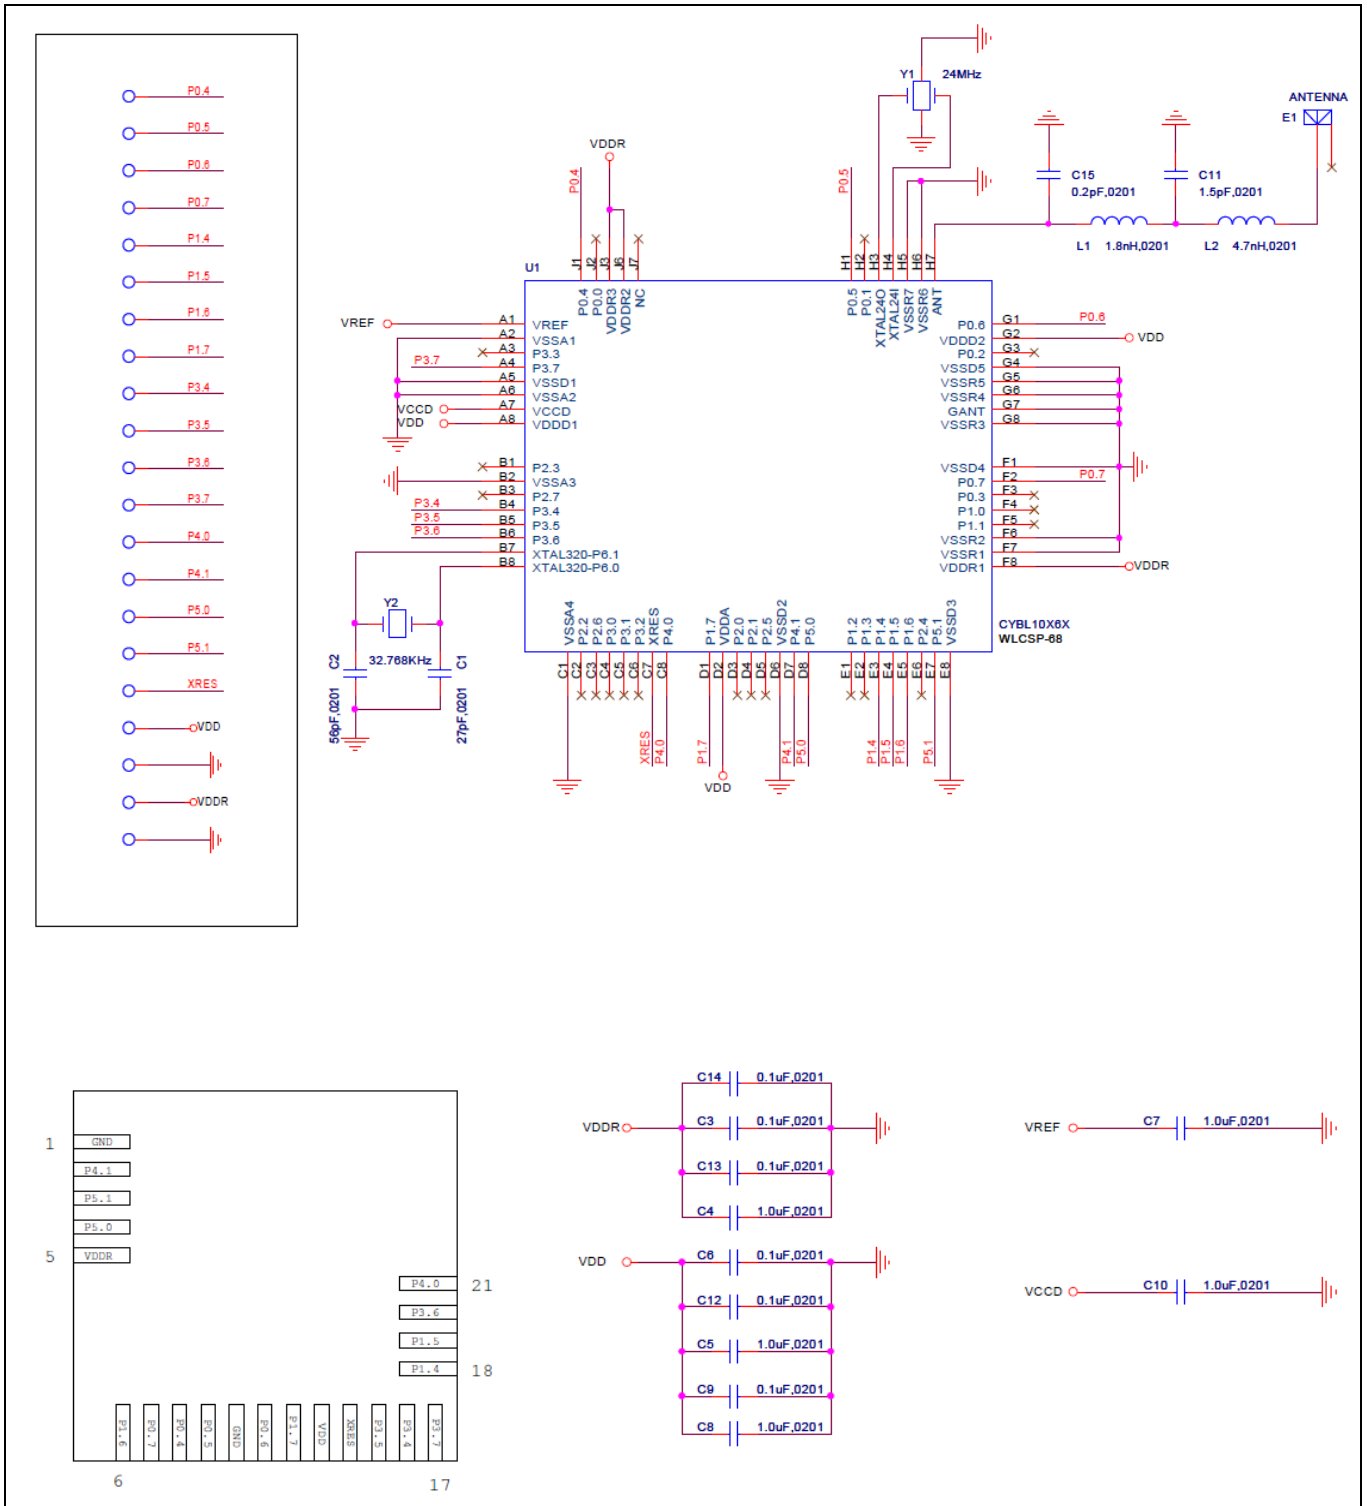 P0.4
P0.5
P0.6
P0.7
P1.4
P1.5
P1.6
P1.7
P3.4
P3.5
P3.6
P3.7
P4.0
P4.1
P5.0
P5.1
XRES
VDD
VDDR
Y1 24MHz
ANTENNA
E1
C15
0.2pF,0201
C11
1.5pF,0201
L1 1.8nH,0201
L2 4.7nH,0201
VDDR
P0.4
P0.5
J1 J2 J3 J6 J7
H1 H2 H3 H4 H5 H6 H7
U1
P0.4 P0.0 VDDR3 VDDR2 NC
P0.5 P0.1 XTAL24O XTAL24I VSSR7 VSSR6 ANT
VREF A1 VREF
A2 VSSA1
A3 P3.3
P3.7 A4 P3.7
A5 VSSD1
A6 VSSA2
VCCD A7 VCCD
VDD A8 VDDD1
B1 P2.3
B2 VSSA3
B3 P2.7
P3.4 B4 P3.4
P3.5 B5 P3.5
P3.6 B6 P3.6
B7 XTAL320-P6.1
B8 XTAL320-P6.0
P0.6 G1 P0.6
VDDD2 G2 VDD
P0.2 G3
VSSD5 G4
VSSR5 G5
VSSR4 G6
GANT G7
VSSR3 G8
VSSD4 F1
P0.7 F2 P0.7
P0.3 F3
P1.0 F4
P1.1 F5
VSSR2 F6
VSSR1 F7
VDDR1 F8 VDDR
Y2
32.768KHz
C2
56pF,0201
C1
27pF,0201
VSSA4 P2.2 P2.6 P3.0 P3.1 P3.2 XRES P4.0
P1.7 VDDA P2.0 P2.1 P2.5 VSSD2 P4.1 P5.0
P1.2 P1.3 P1.4 P1.5 P1.6 P2.4 P5.1 VSSD3
CYBL10X6X
WLCSP-68
C1 C2 C3 C4 C5 C6 C7 C8
D1 D2 D3 D4 D5 D6 D7 D8
E1 E2 E3 E4 E5 E6 E7 E8
XRES P4.0
P1.7
VDD
P4.1 P5.0
P1.4 P1.5 P1.6
P5.1
1 GND
P4.1
P5.1
P5.0
5 VDDR
P4.0 21
P3.6
P1.5
P1.4 18
P1.6 P0.7 P0.4 P0.5 GND P0.6 P1.7 VDD XRES P3.5 P3.4 P3.7
6 17
C14 0.1uF,0201
VDDR C3 0.1uF,0201
C13 0.1uF,0201
C4 1.0uF,0201
VDD C6 0.1uF,0201
C12 0.1uF,0201
C5 1.0uF,0201
C9 0.1uF,0201
C8 1.0uF,0201
VREF C7 1.0uF,0201
VCCD C10 1.0uF,0201